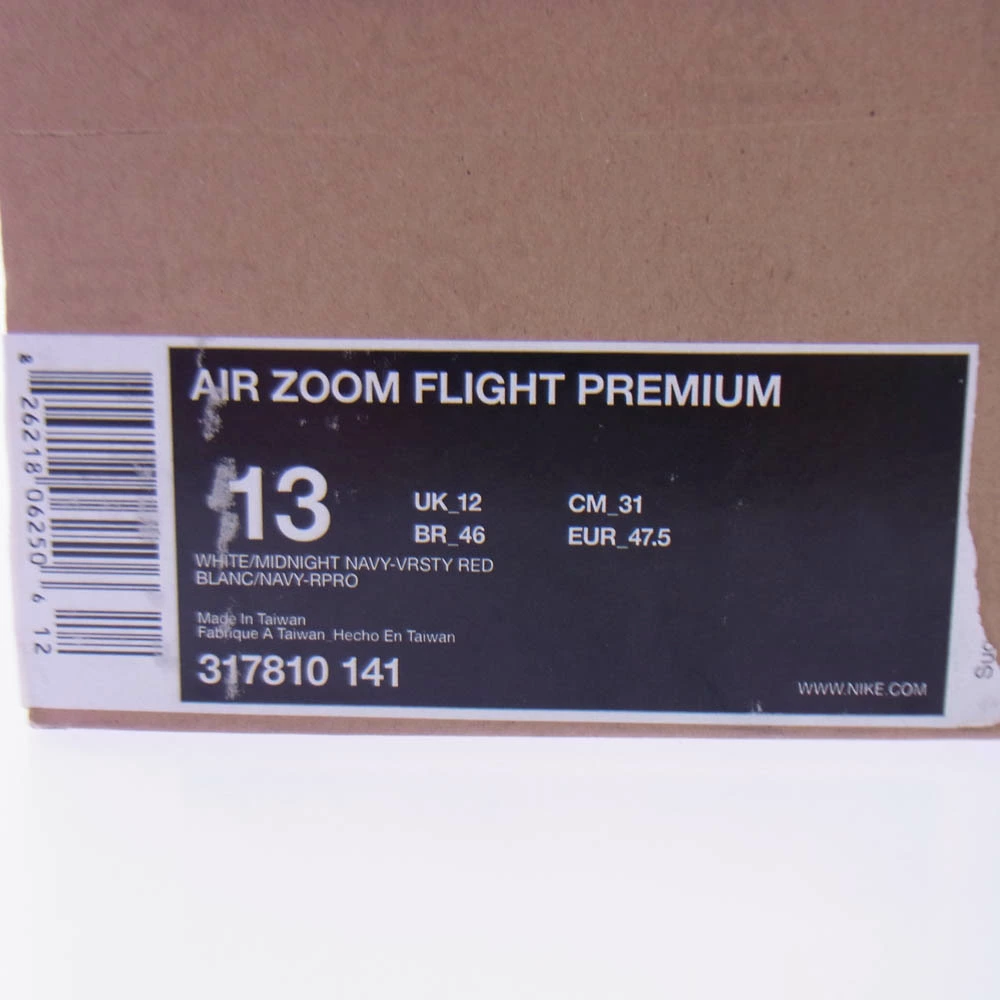 AIR ZOOM FLIGHT PREMIUM
13
UK_12 CM_31
BR_46 EUR_47.5
WHITE/MIDNIGHT NAVY-VRSTY RED
BLANC/NAVY-RPRO
Made In Taiwan
Fabrique A Taiwan_Hecho En Taiwan
317810 141
WWW.NIKE.COM
8 26218 06250 6 12